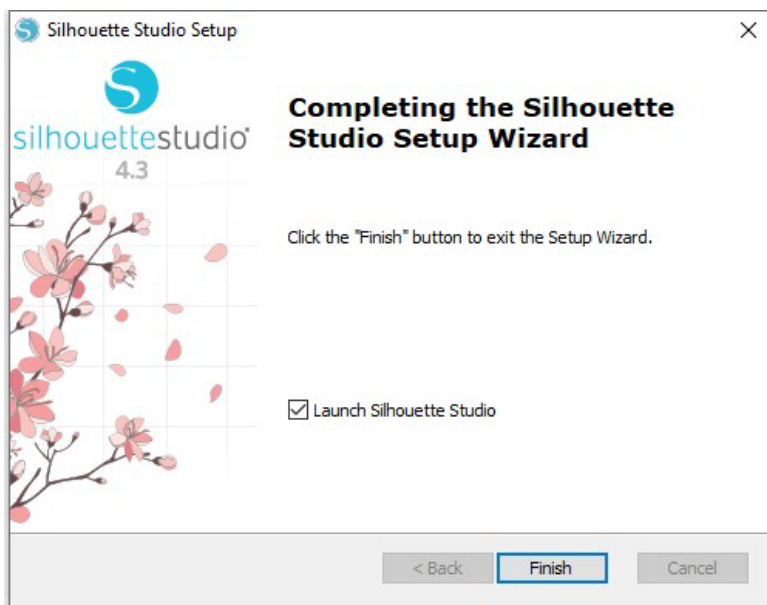 Silhouette Studio Setup
silhouettestudio®
4.3
Completing the Silhouette
Studio Setup Wizard
Click the "Finish" button to exit the Setup Wizard.
Launch Silhouette Studio
< Back
Finish
Cancel